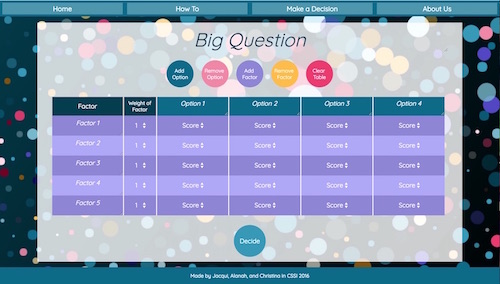 Home How To Make a Decision About Us
Big Question
Add Option
Remove Option
Add Factor
Remove Factor
Clear Table
Factor Weight of Factor Option 1 Option 2 Option 3 Option 4
Factor 1 1 Score Score Score Score
Factor 2 1 Score Score Score Score
Factor 3 1 Score Score Score Score
Factor 4 1 Score Score Score Score
Factor 5 1 Score Score Score Score
Decide
Made by Jacqui, Alanah, and Christina in CSSI 2016